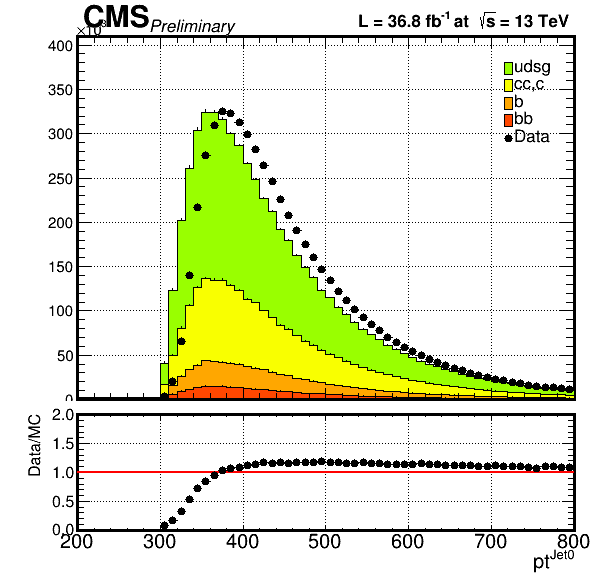 CMS Preliminary L = 36.8 fb⁻¹ at √s = 13 TeV
×10³
400
350
300
250
200
150
100
50
0
udsg
cc,c
b
bb
Data
Data/MC
2.0
1.5
1.0
0.5
0.0
200 300 400 500 600 700 800
pt^Jet0